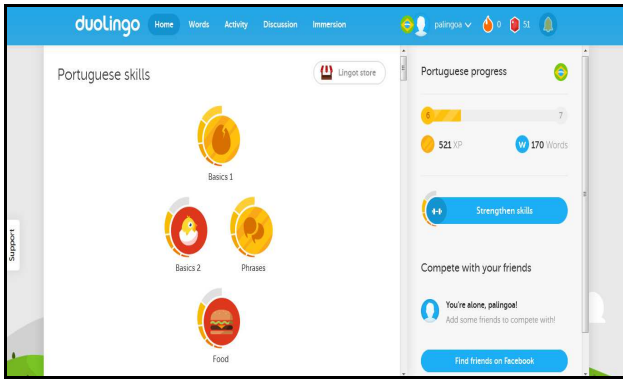 duolingo Home Words Activity Discussion Immersion palingoa 0 51
Portuguese skills
Lingot store
Basics 1
Basics 2 Phrases
Food
Portuguese progress
6 7
521 XP W 170 Words
Strengthen skills
Compete with your friends
You're alone, palingoa!
Add some friends to compete with!
Find friends on Facebook
Support